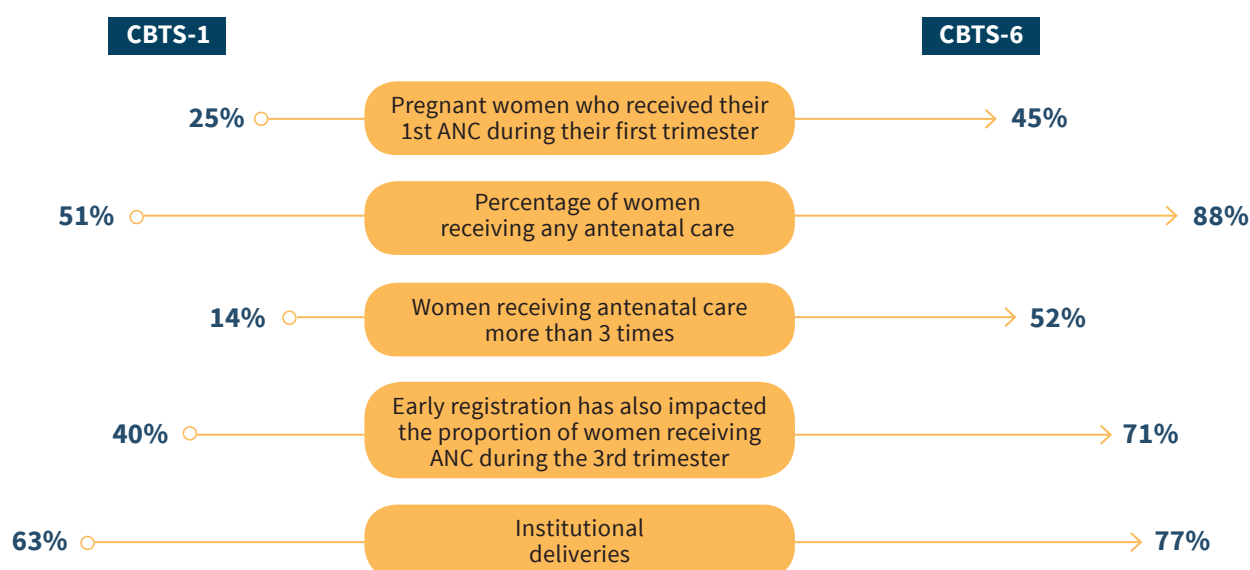 CBTS-1
CBTS-6
25%
Pregnant women who received their
1st ANC during their first trimester
45%
51%
Percentage of women
receiving any antenatal care
88%
14%
Women receiving antenatal care
more than 3 times
52%
40%
Early registration has also impacted
the proportion of women receiving
ANC during the 3rd trimester
71%
63%
Institutional
deliveries
77%